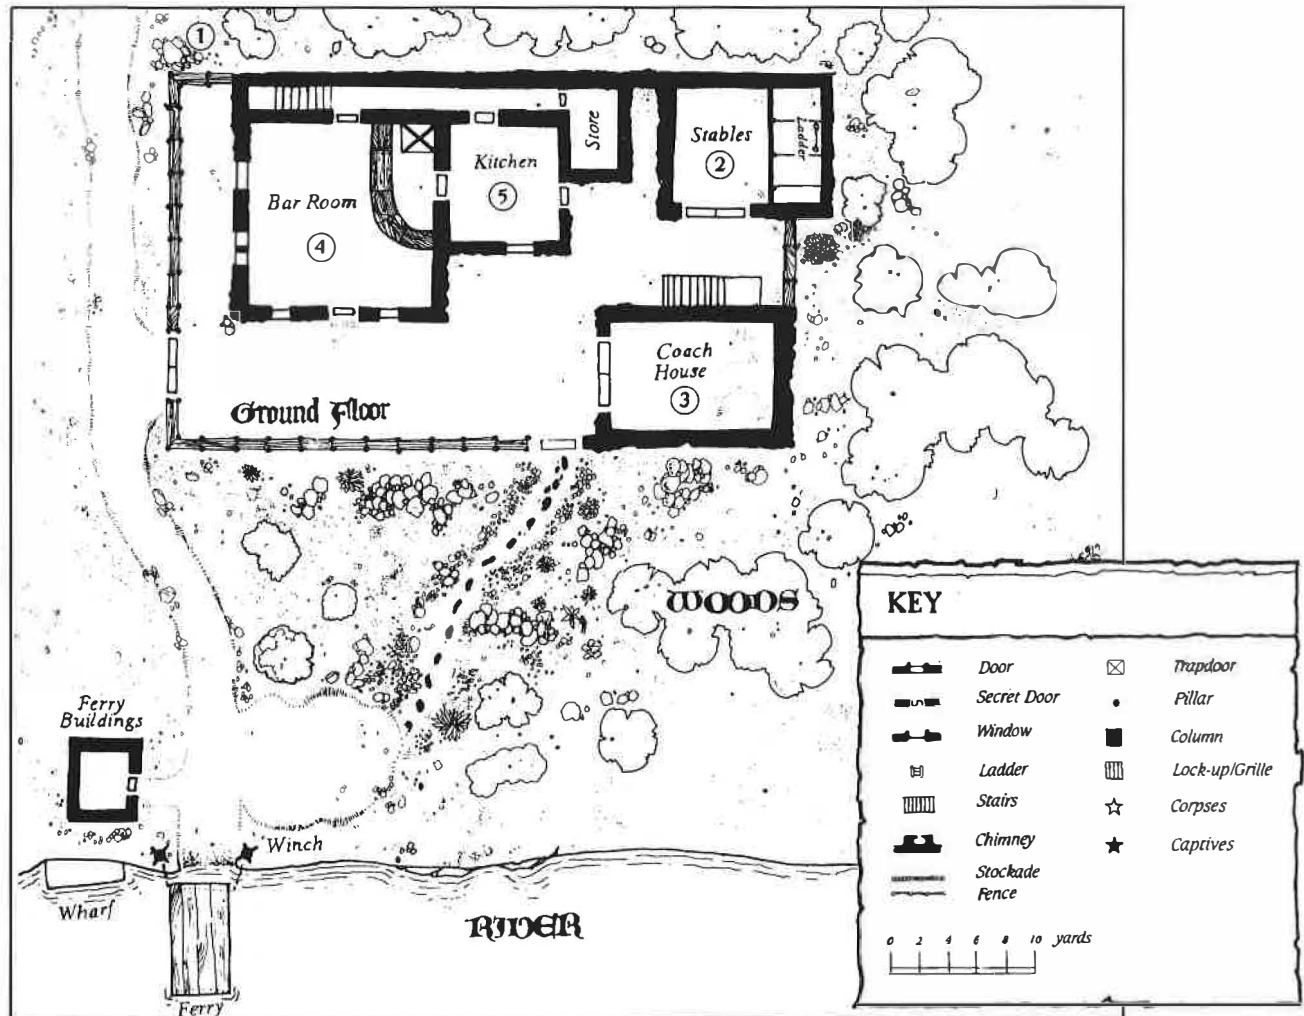 1
Store
Stables
2
Ladder
Kitchen
5
Bar Room
4
Coach
House
3
Ground Floor
WOODS
Ferry
Buildings
Winch
Wharf
RIVER
Ferry
KEY
Door
Secret Door
Window
Ladder
Stairs
Chimney
Stockade
Fence
Trapdoor
Pillar
Column
Lock-up/Grille
Corpses
Captives
0 2 4 6 8 10 yards